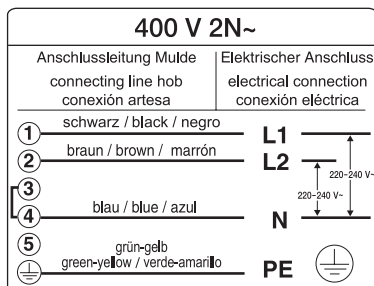 400 V 2N~
Anschlussleitung Mulde
connecting line hob
conexión artesa
Elektrischer Anschluss
electrical connection
conexión eléctrica
1 schwarz / black / negro L1
2 braun / brown / marrón L2
220-240 V~
3
220-240 V~
4 blau / blue / azul N
5
grün-gelb
green-yellow / verde-amarillo PE